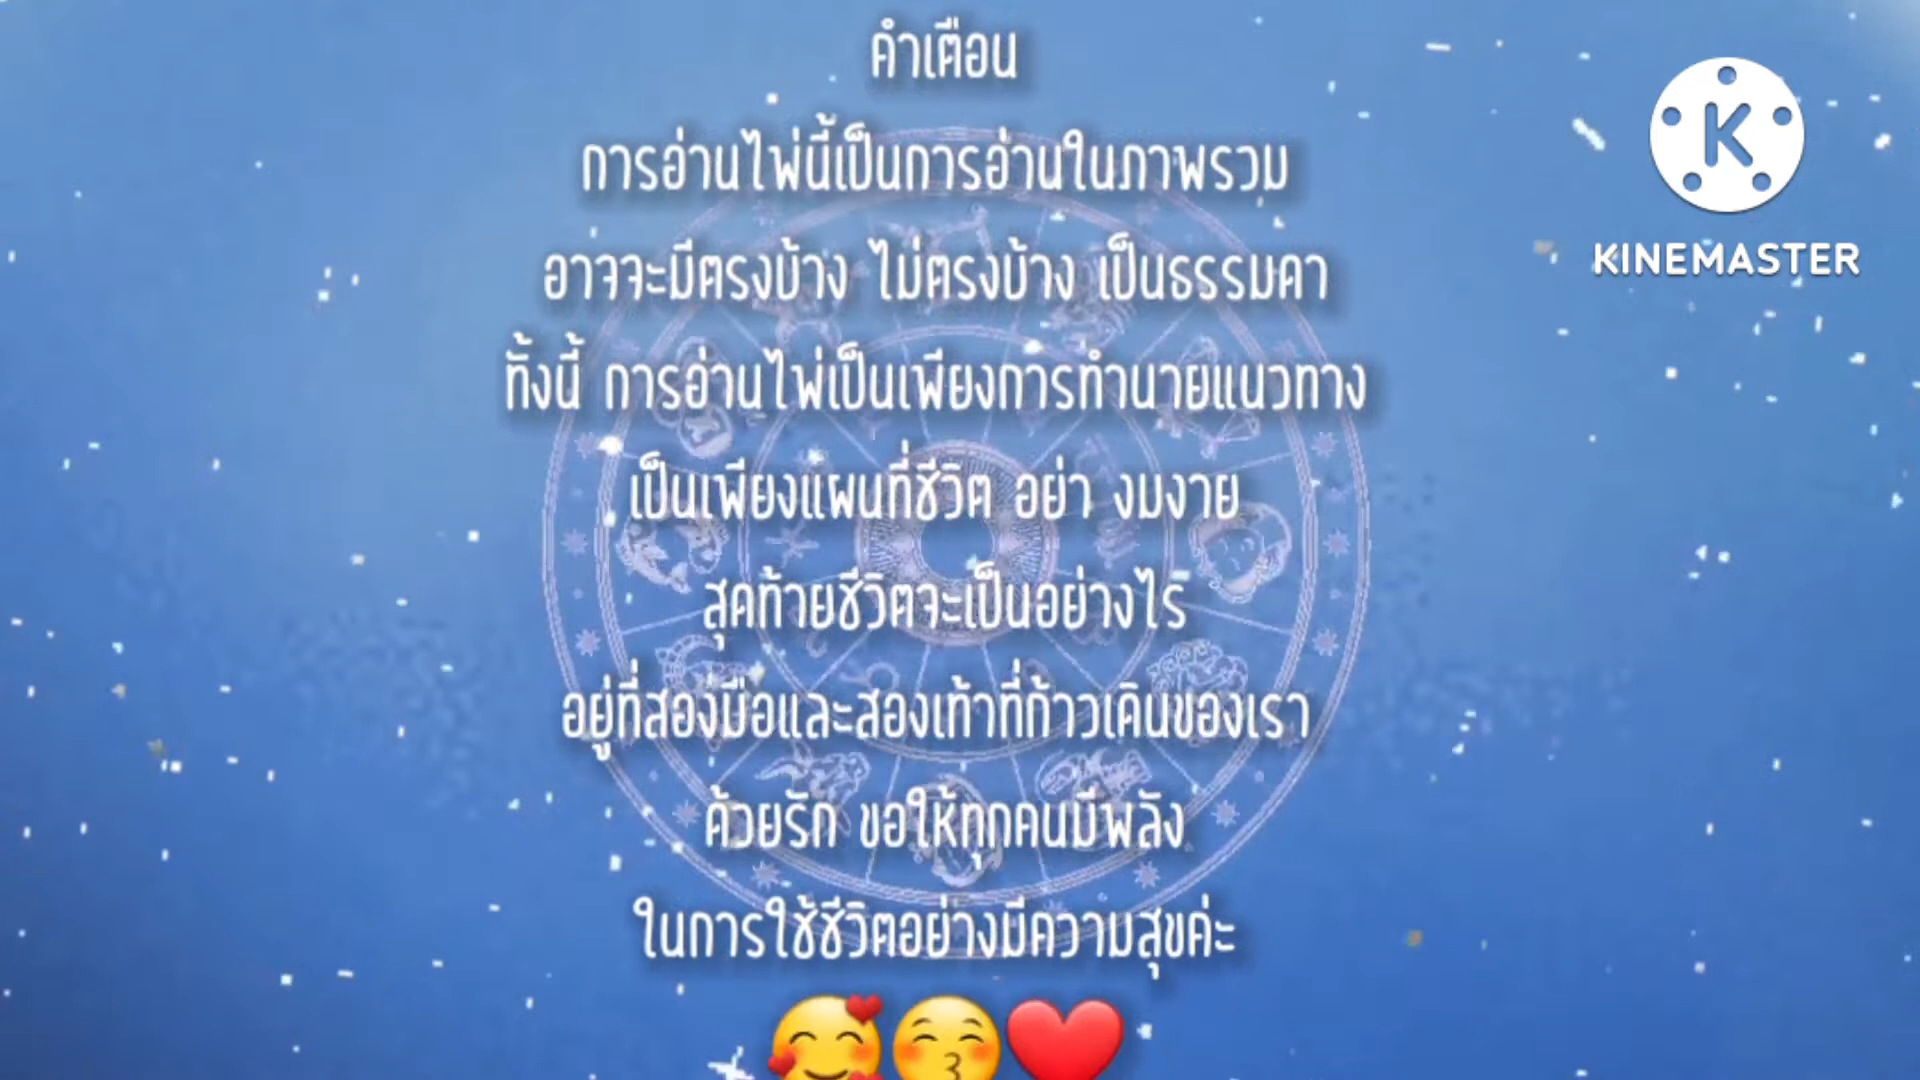 คำเตือน
การอ่านไพ่นี้เป็นการอ่านในภาพรวม
อาจจะมีตรงบ้าง ไม่ตรงบ้าง เป็นธรรมดา
ทั้งนี้ การอ่านไพ่เป็นเพียงการทำนายแนวทาง
เป็นเพียงแผนที่ชีวิต อย่า งมงาย
สุดท้ายชีวิตจะเป็นอย่างไร
อยู่ที่สองมือและสองเท้าที่ก้าวเดินของเรา
ด้วยรัก ขอให้ทุกคนมีพลัง
ในการใช้ชีวิตอย่างมีความสุขค่ะ
K
KINEMASTER